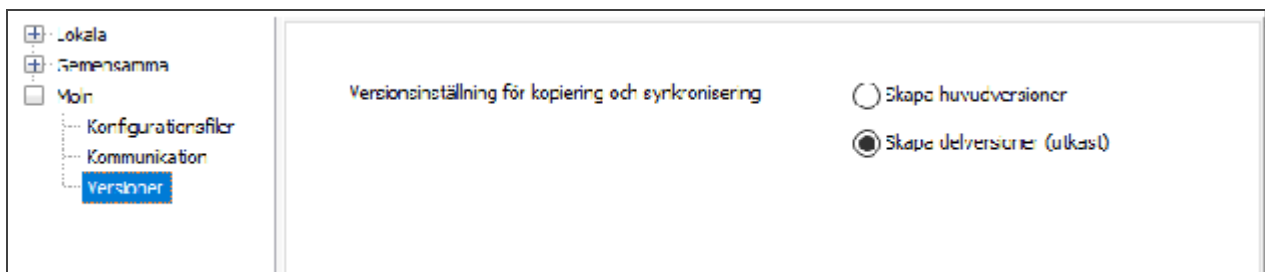 Lokala
Gemensamma
Moln
Konfigurationsfiler
Kommunikation
Versioner
Versionsinställning för kopiering och synkronisering
Skapa huvudversioner
Skapa delversioner (utkast)